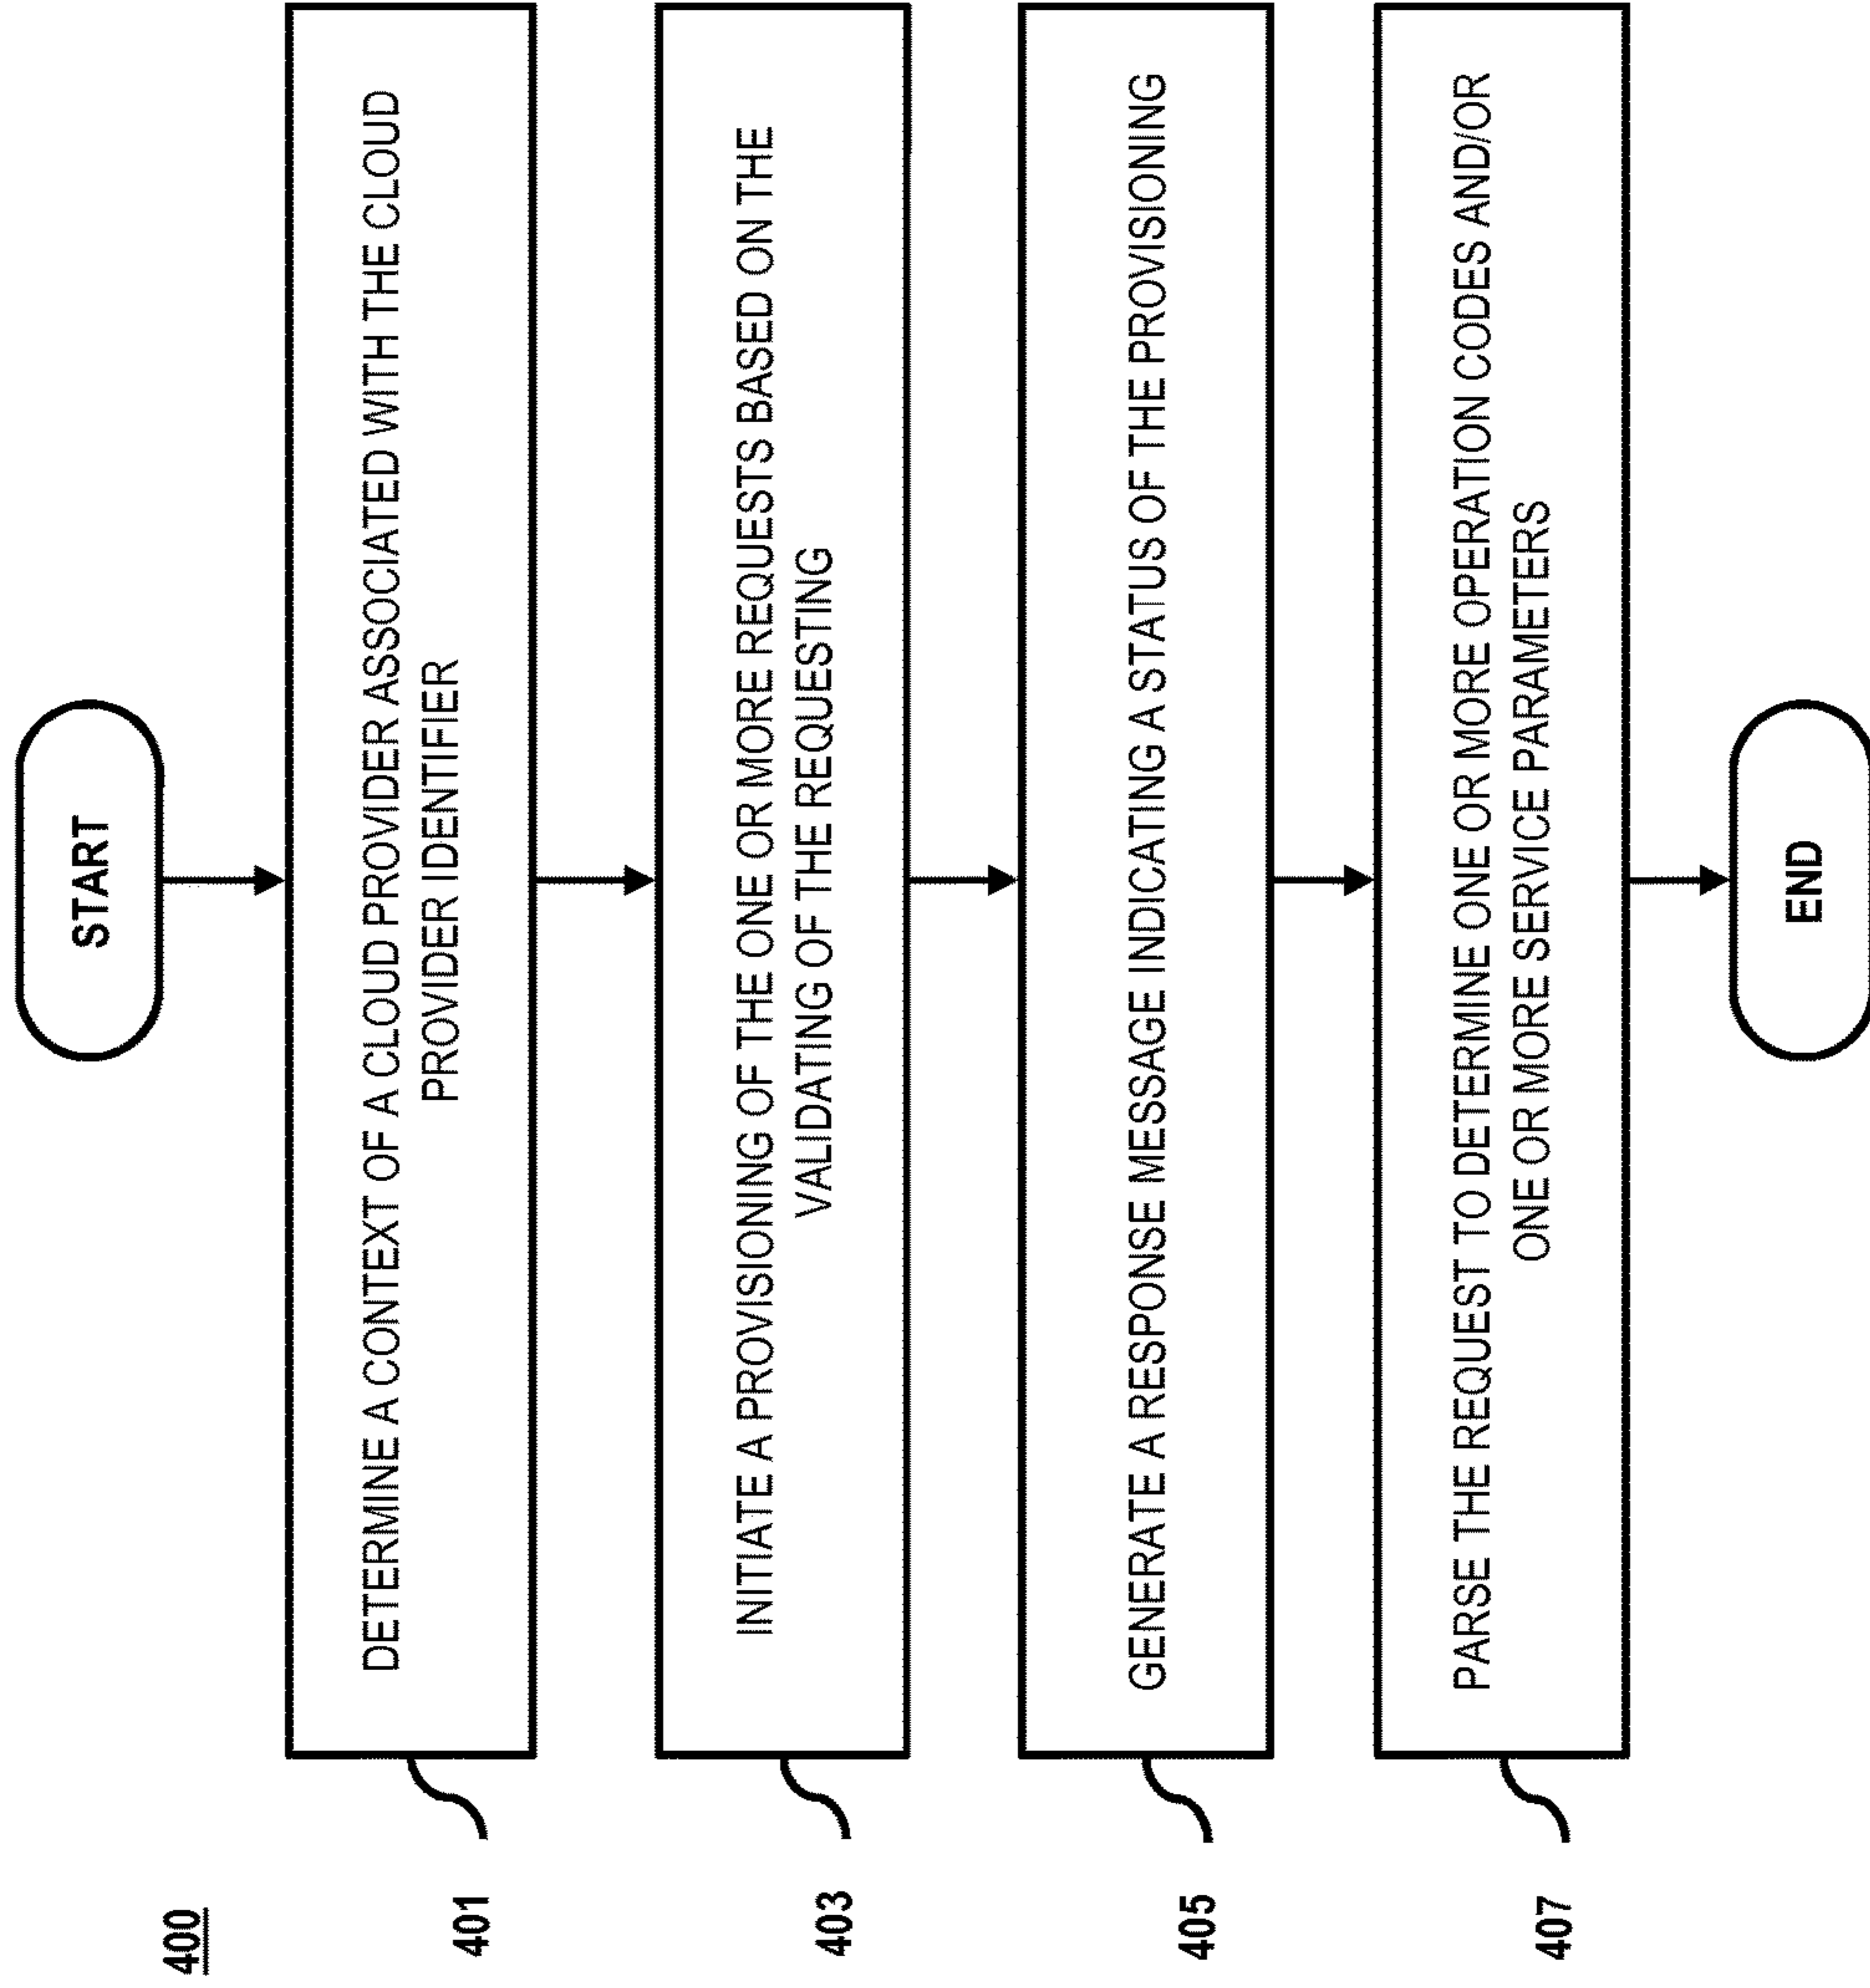 400
START
401
DETERMINE A CONTEXT OF A CLOUD PROVIDER ASSOCIATED WITH THE CLOUD
PROVIDER IDENTIFIER
403
INITIATE A PROVISIONING OF THE ONE OR MORE REQUESTS BASED ON THE
VALIDATING OF THE REQUESTING
405
GENERATE A RESPONSE MESSAGE INDICATING A STATUS OF THE PROVISIONING
407
PARSE THE REQUEST TO DETERMINE ONE OR MORE OPERATION CODES AND/OR
ONE OR MORE SERVICE PARAMETERS
END